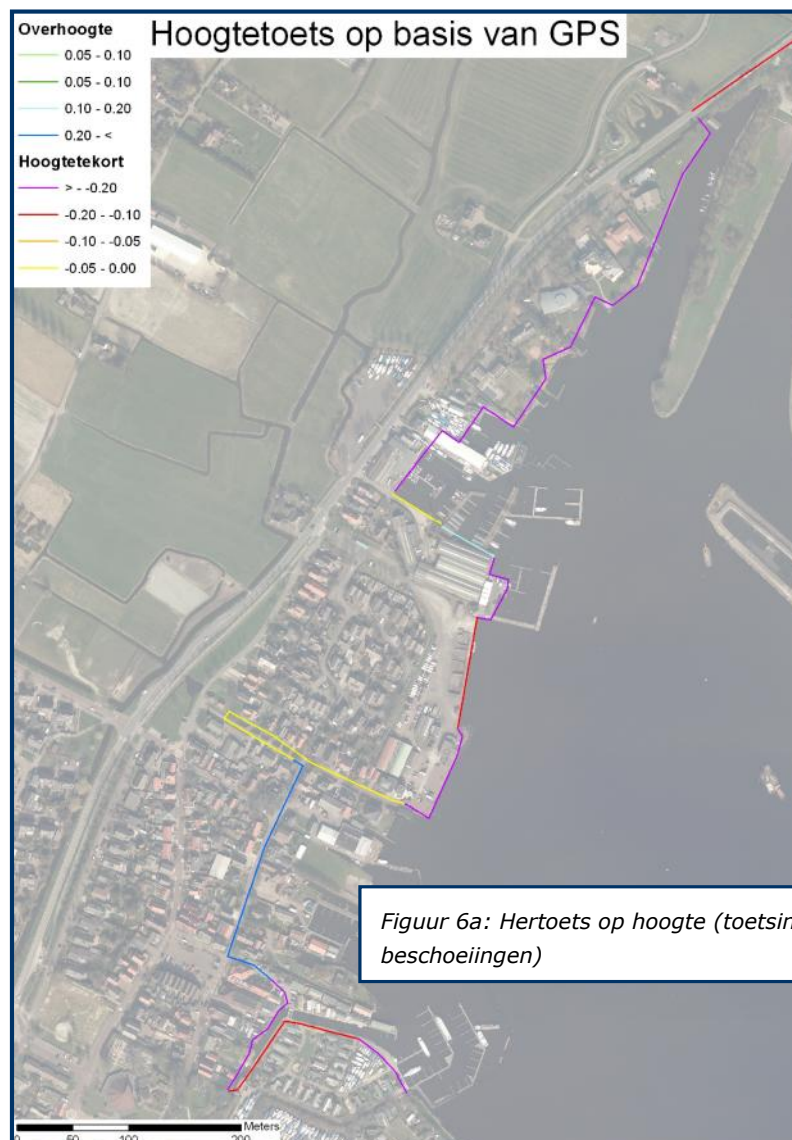 Hoogtetoets op basis van GPS
Overhoogte
0.05 - 0.10
0.05 - 0.10
0.10 - 0.20
0.20 - <
Hoogtetekort
> - -0.20
-0.20 - -0.10
-0.10 - -0.05
-0.05 - 0.00
Figuur 6a: Hertoets op hoogte (toetsin
beschoeiingen)
Meters
0 50 100 200